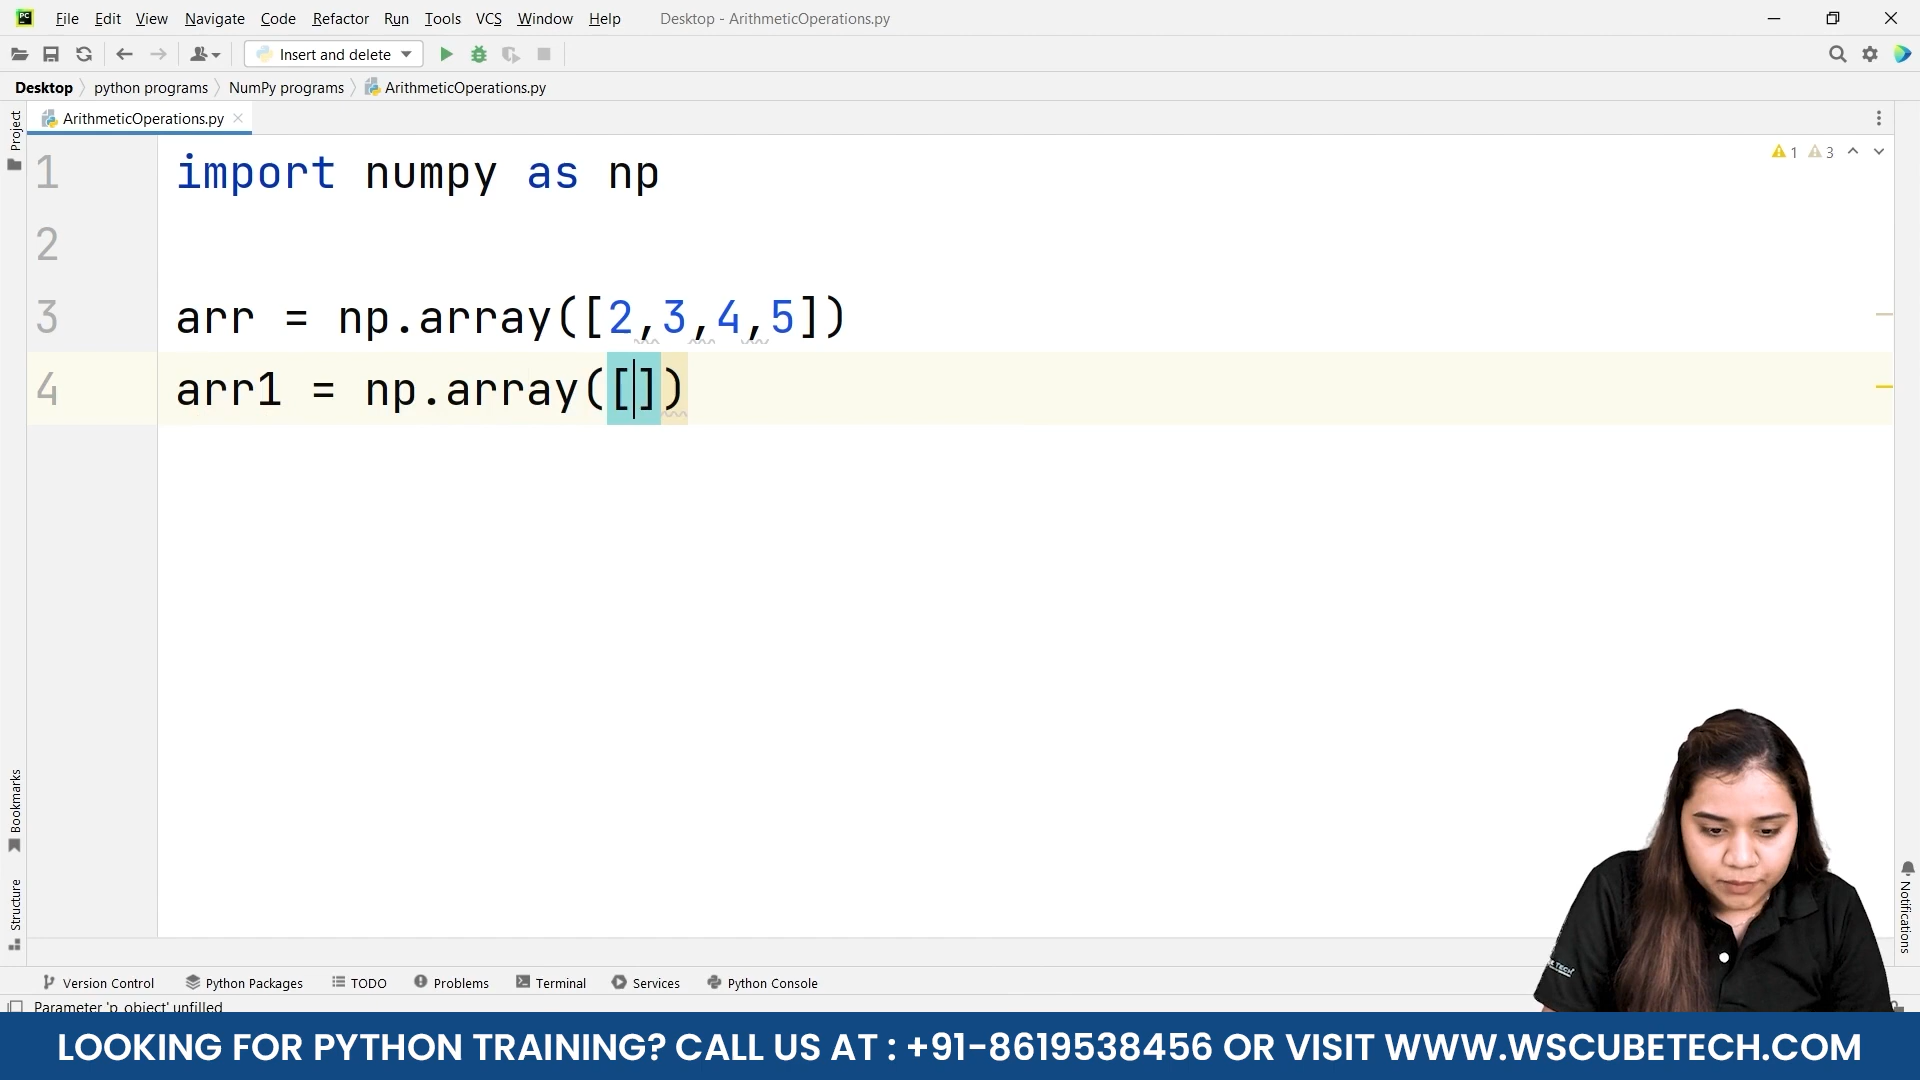 File Edit View Navigate Code Refactor Run Tools VCS Window Help Desktop - ArithmeticOperations.py
Insert and delete
Desktop python programs NumPy programs ArithmeticOperations.py
Project
ArithmeticOperations.py
1 import numpy as np
1 3
2
3 arr = np.array([2,3,4,5])
4 arr1 = np.array([])
Bookmarks
Structure
Notifications
Version Control Python Packages TODO Problems Terminal Services Python Console
Parameter 'p_object' unfilled
LOOKING FOR PYTHON TRAINING? CALL US AT : +91-8619538456 OR VISIT WWW.WSCUBETECH.COM